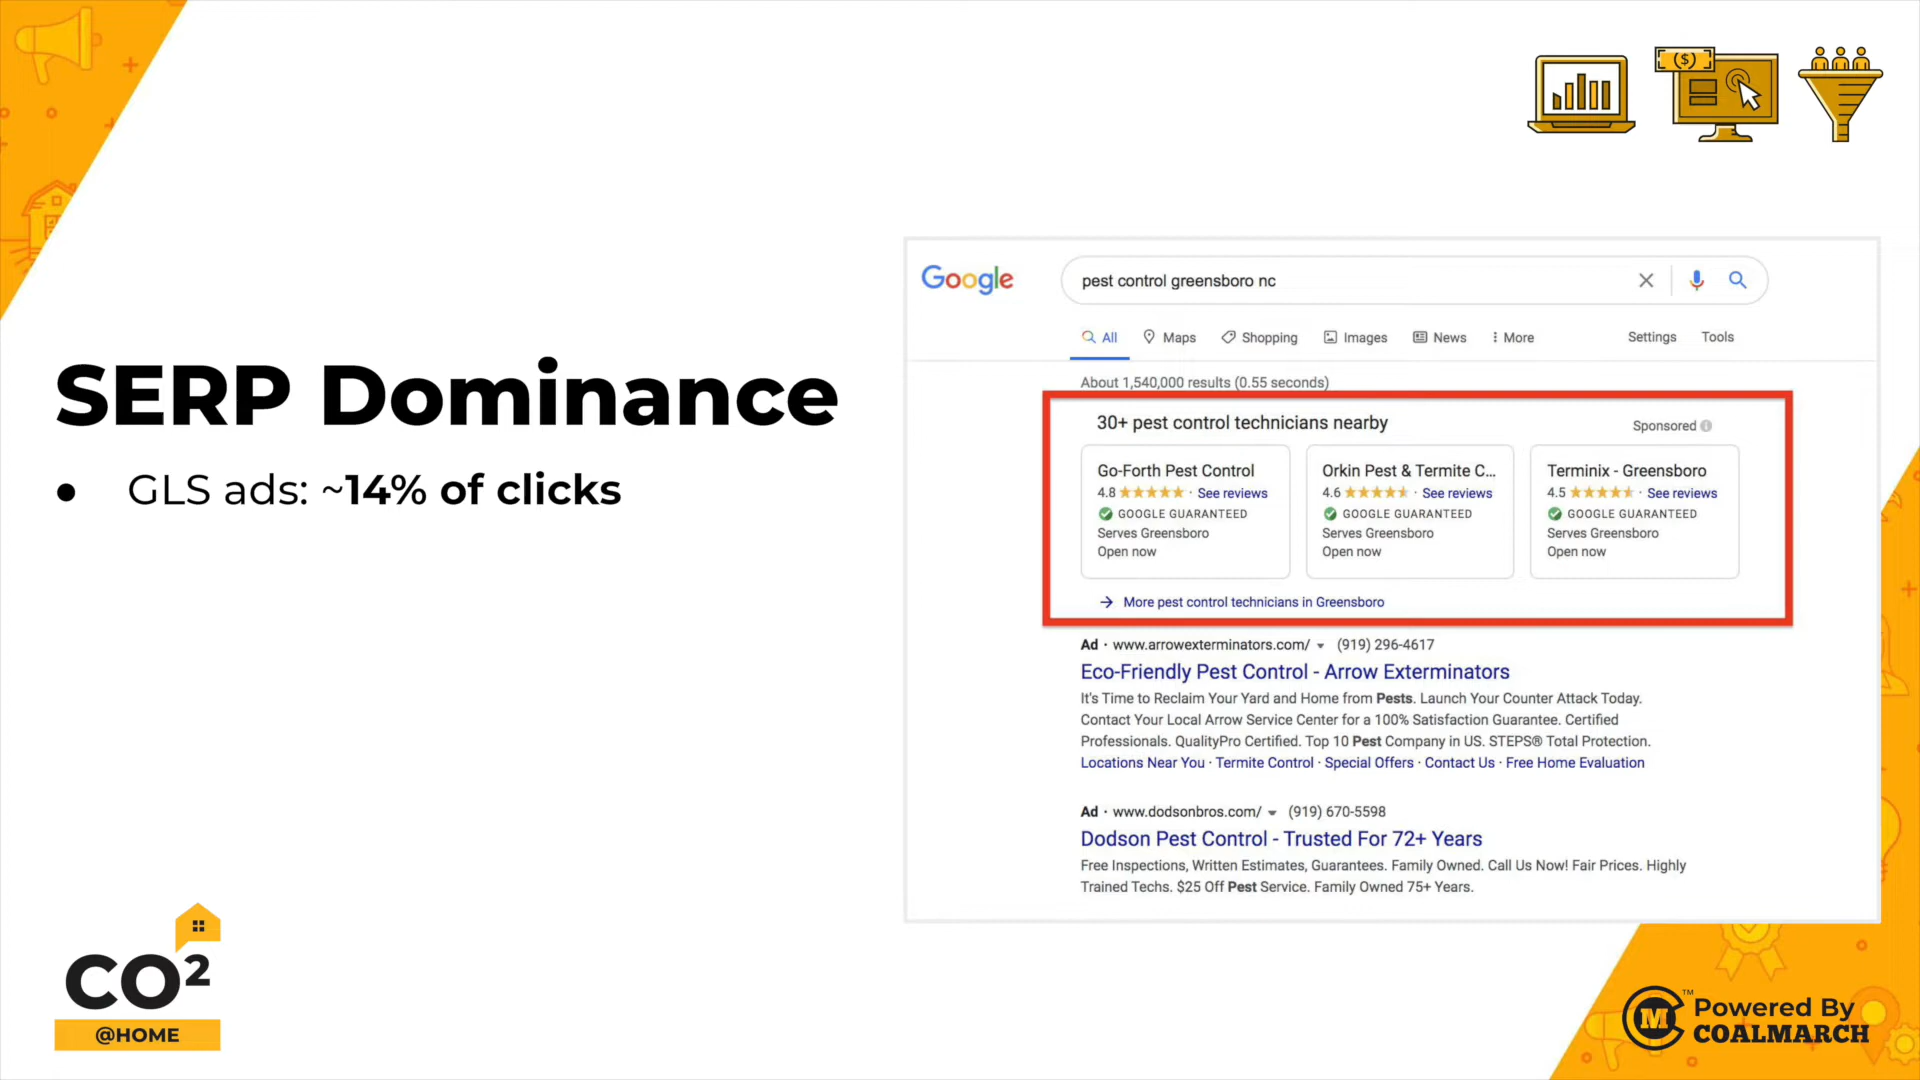 ($)
SERP Dominance
● GLS ads: ~14% of clicks
Google
pest control greensboro nc
All Maps Shopping Images News More Settings Tools
About 1,540,000 results (0.55 seconds)
30+ pest control technicians nearby
Sponsored
Go-Forth Pest Control
4.8 · See reviews
GOOGLE GUARANTEED
Serves Greensboro
Open now
Orkin Pest & Termite C...
4.6 · See reviews
GOOGLE GUARANTEED
Serves Greensboro
Open now
Terminix - Greensboro
4.5 · See reviews
GOOGLE GUARANTEED
Serves Greensboro
Open now
→ More pest control technicians in Greensboro
Ad · www.arrowexterminators.com/ (919) 296-4617
Eco-Friendly Pest Control - Arrow Exterminators
It's Time to Reclaim Your Yard and Home from Pests. Launch Your Counter Attack Today.
Contact Your Local Arrow Service Center for a 100% Satisfaction Guarantee. Certified
Professionals. QualityPro Certified. Top 10 Pest Company in US. STEPS® Total Protection.
Locations Near You · Termite Control · Special Offers · Contact Us · Free Home Evaluation
Ad · www.dodsonbros.com/ (919) 670-5598
Dodson Pest Control - Trusted For 72+ Years
Free Inspections, Written Estimates, Guarantees. Family Owned. Call Us Now! Fair Prices. Highly
Trained Techs. $25 Off Pest Service. Family Owned 75+ Years.
CO²
@HOME
CM™
Powered By
COALMARCH